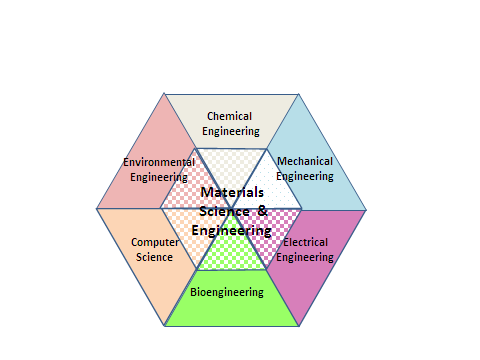 Chemical
Engineering
Environmental
Engineering
Mechanical
Engineering
Materials
Science &
Engineering
Computer
Science
Electrical
Engineering
Bioengineering